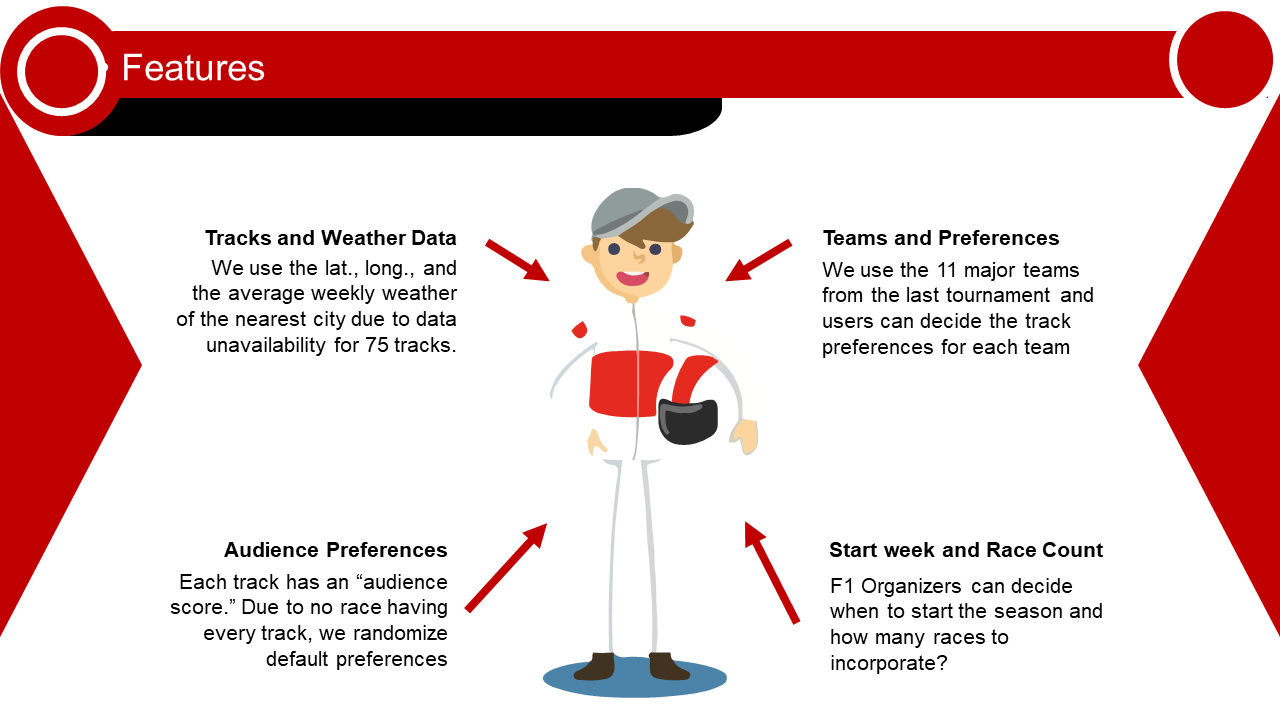 Features
Tracks and Weather Data
We use the lat., long., and
the average weekly weather
of the nearest city due to data
unavailability for 75 tracks.
Teams and Preferences
We use the 11 major teams
from the last tournament and
users can decide the track
preferences for each team
Audience Preferences
Each track has an “audience
score.” Due to no race having
every track, we randomize
default preferences
Start week and Race Count
F1 Organizers can decide
when to start the season and
how many races to
incorporate?